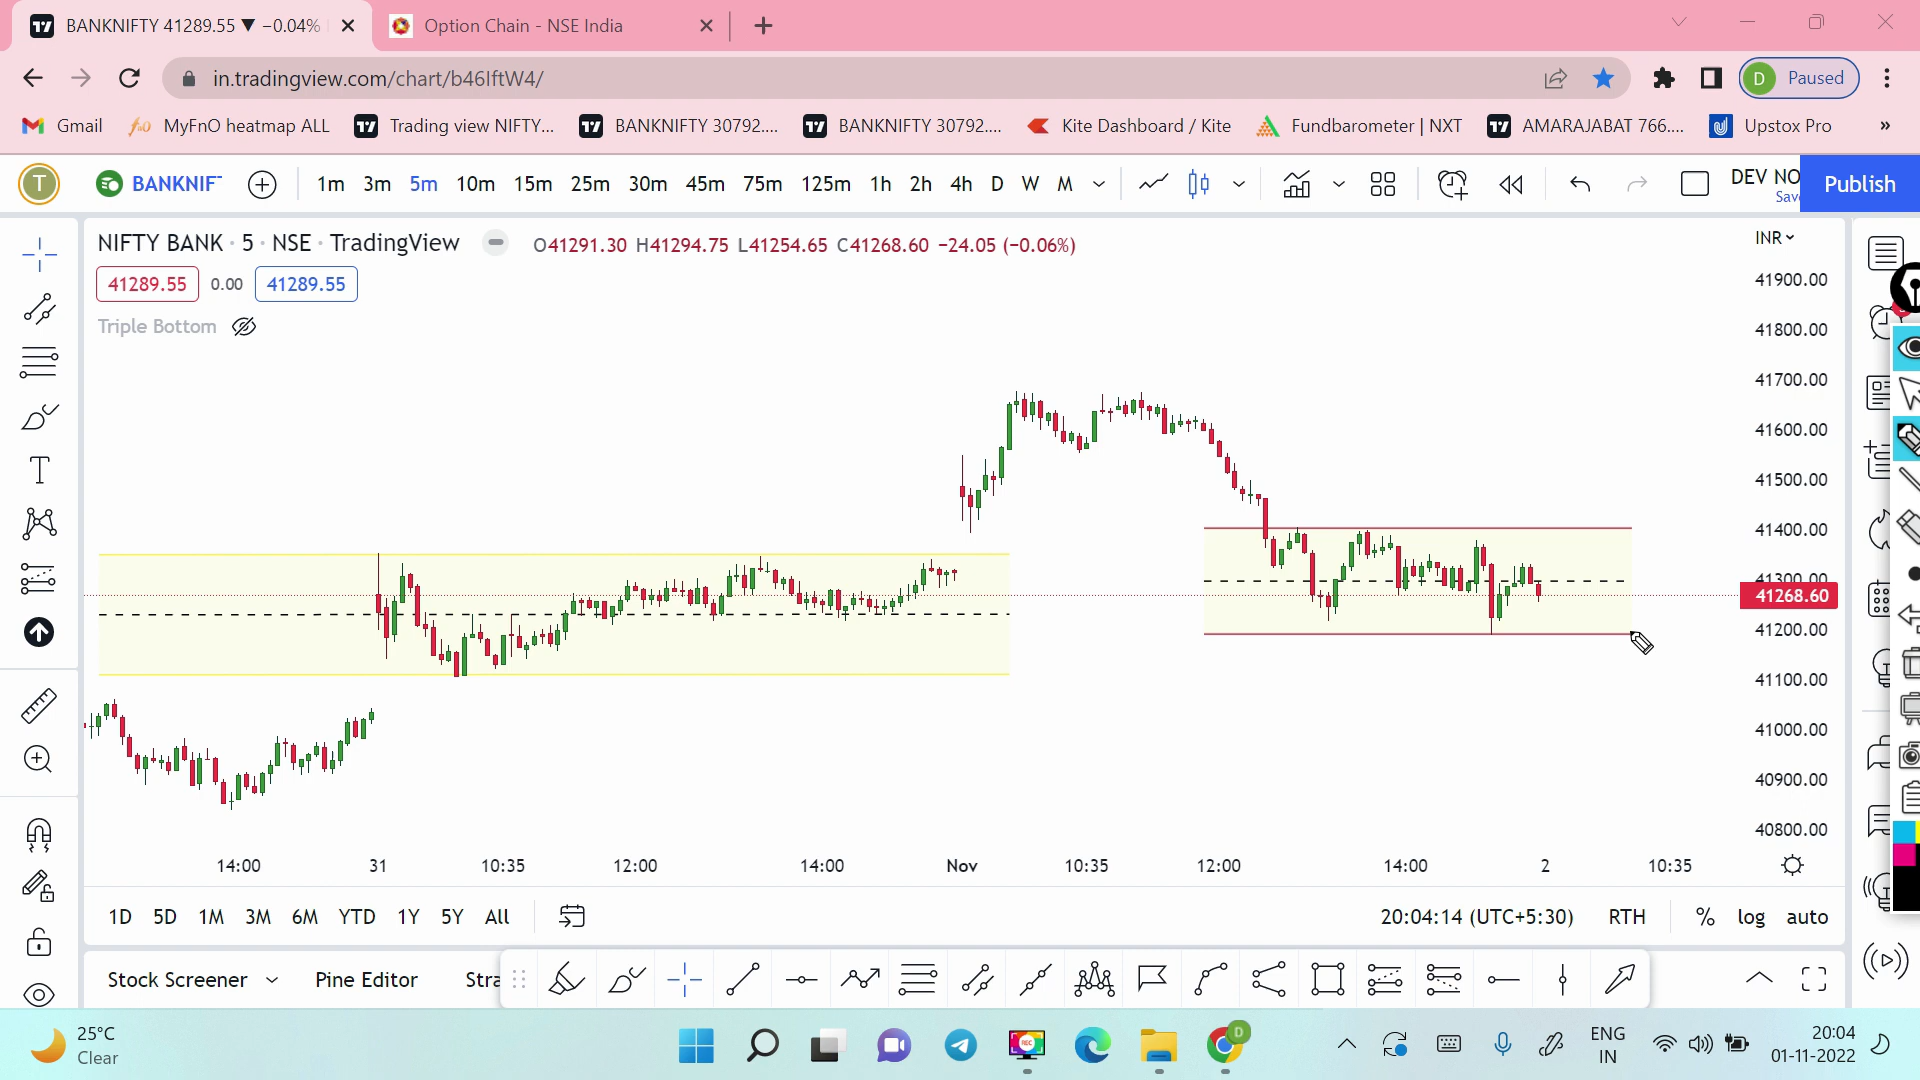 BANKNIFTY 41289.55 ▼ −0.04%
Option Chain - NSE India
in.tradingview.com/chart/b46IftW4/
D Paused
Gmail
MyFnO heatmap ALL
Trading view NIFTY...
BANKNIFTY 30792....
BANKNIFTY 30792....
Kite Dashboard / Kite
Fundbarometer | NXT
AMARAJABAT 766....
Upstox Pro
»
T
BANKNIF
1m 3m 5m 10m 15m 25m 30m 45m 75m 125m 1h 2h 4h D W M
DEV NO
Save
Publish
NIFTY BANK · 5 · NSE · TradingView
O41291.30 H41294.75 L41254.65 C41268.60 −24.05 (−0.06%)
INR
41289.55 0.00 41289.55
Triple Bottom
41900.00
41800.00
41700.00
41600.00
41500.00
41400.00
41300.00
41268.60
41200.00
41100.00
41000.00
40900.00
40800.00
14:00 31 10:35 12:00 14:00 Nov 10:35 12:00 14:00 2 10:35
1D 5D 1M 3M 6M YTD 1Y 5Y All
20:04:14 (UTC+5:30) RTH % log auto
Stock Screener Pine Editor Stra
25°C
Clear
REC
D
ENG
IN
20:04
01-11-2022